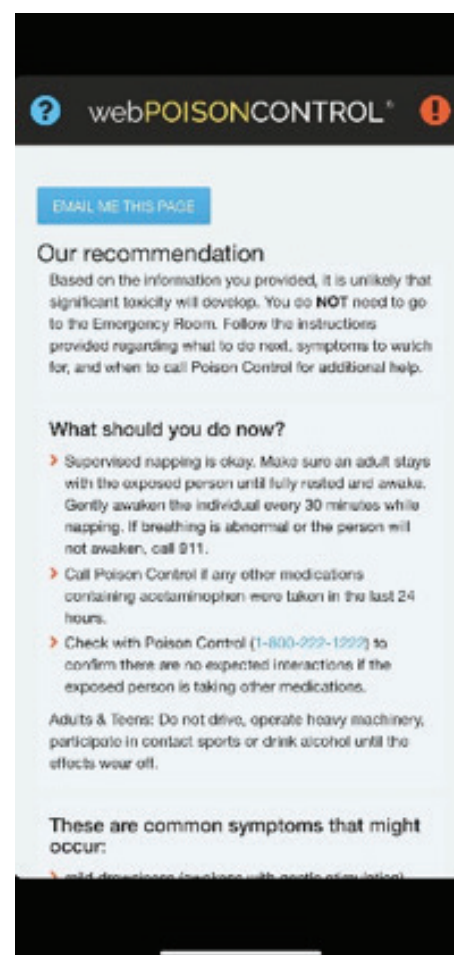 ?
webPOISONCONTROL®
!
EMAIL ME THIS PAGE
Our recommendation
Based on the information you provided, it is unlikely that
significant toxicity will develop. You do NOT need to go
to the Emergency Room. Follow the instructions
provided regarding what to do next, symptoms to watch
for, and when to call Poison Control for additional help.
What should you do now?
Supervised napping is okay. Make sure an adult stays
with the exposed person until fully rested and awake.
Gently awaken the individual every 30 minutes while
napping. If breathing is abnormal or the person will
not awaken, call 911.
Call Poison Control if any other medications
containing acetaminophen were taken in the last 24
hours.
Check with Poison Control (1-800-222-1222) to
confirm there are no expected interactions if the
exposed person is taking other medications.
Adults & Teens: Do not drive, operate heavy machinery,
participate in contact sports or drink alcohol until the
effects wear off.
These are common symptoms that might
occur:
mild drowsiness (awakens with gentle stimulation)